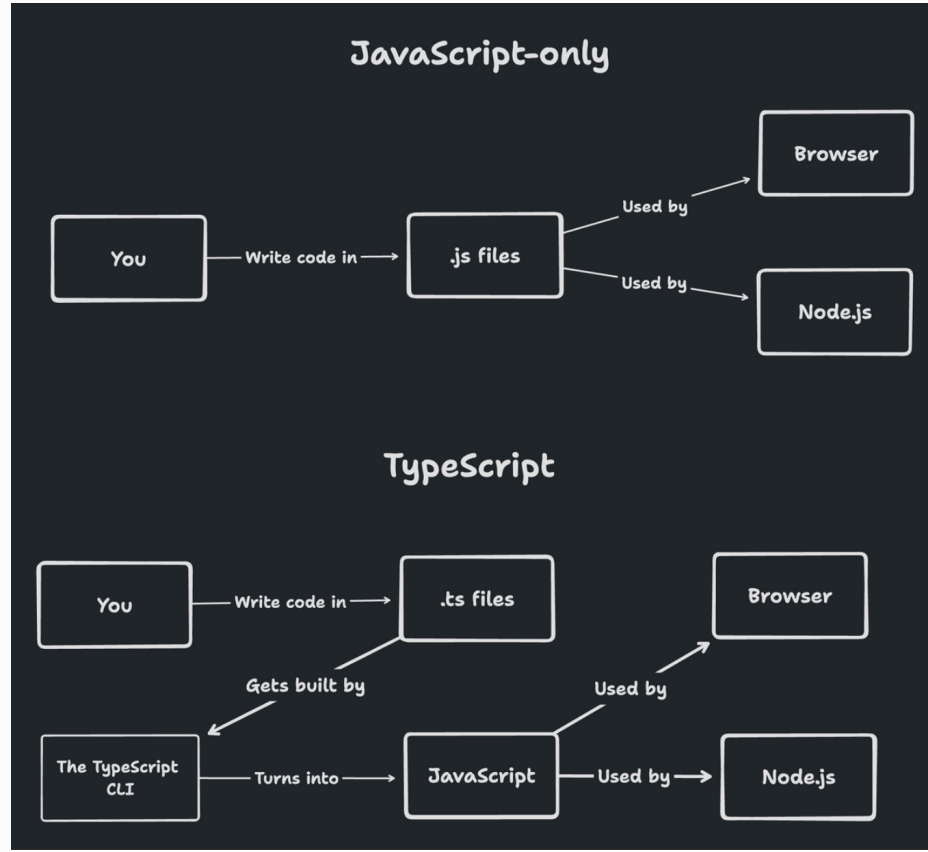 JavaScript-only
Browser
Used by
You
Write code in
.js files
Used by
Node.js
TypeScript
You
Write code in
.ts files
Browser
Gets built by
Used by
The TypeScript
CLI
Turns into
JavaScript
Used by
Node.js